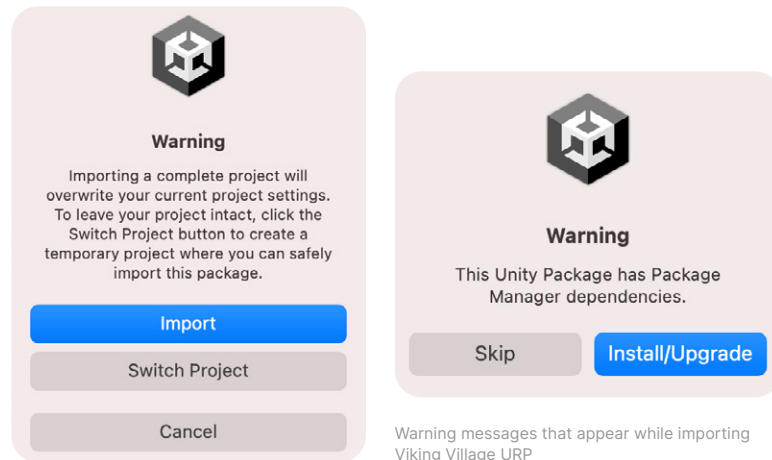 Warning
Importing a complete project will
overwrite your current project settings.
To leave your project intact, click the
Switch Project button to create a
temporary project where you can safely
import this package.
Import
Switch Project
Cancel
Warning
This Unity Package has Package
Manager dependencies.
Skip
Install/Upgrade
Warning messages that appear while importing
Viking Village URP